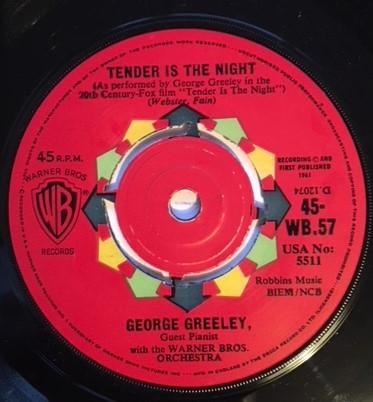 TENDER IS THE NIGHT
(As performed by George Greeley in the
20th Century-Fox film "Tender Is The Night")
(Webster, Fain)
45 R.P.M.
WARNER BROS
WB
RECORDS
RECORDING © AND
FIRST PUBLISHED
1961
D.12074
45-
WB.57
USA No:
5511
Robbins Music
BIEM/NCB
GEORGE GREELEY,
Guest Pianist
with the WARNER BROS.
ORCHESTRA